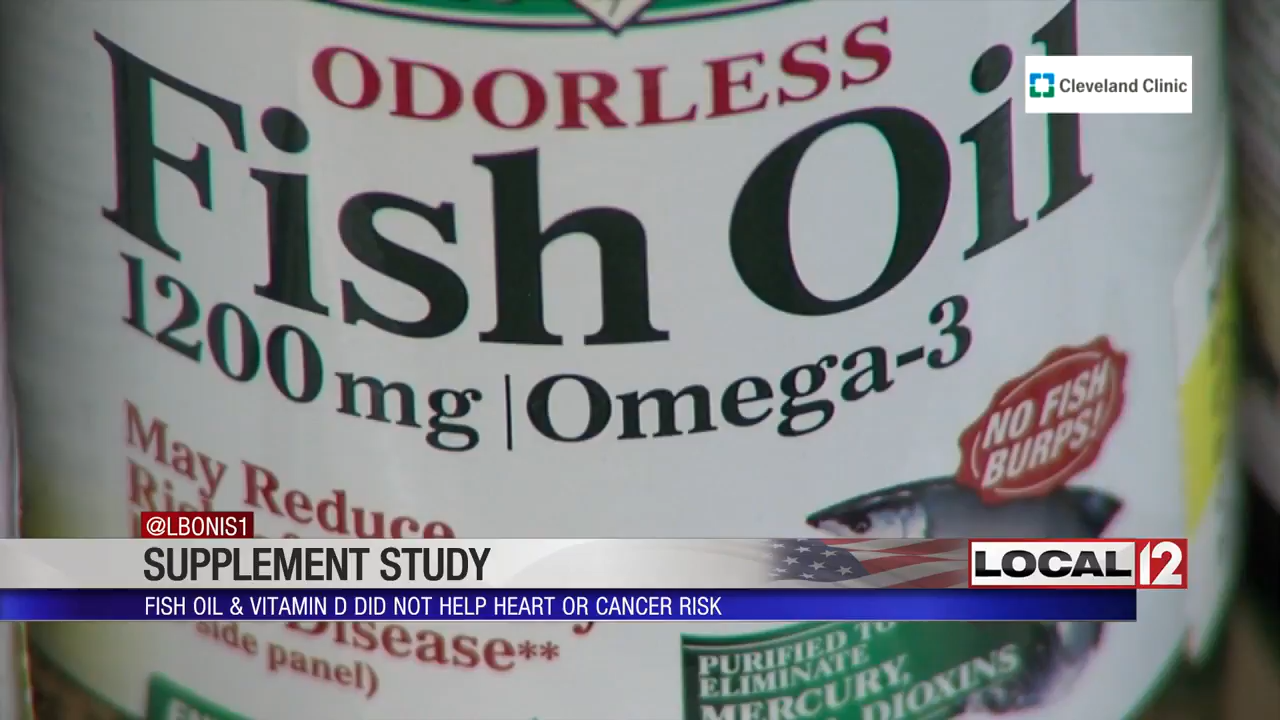 ODORLESS
Fish Oil
Cleveland Clinic
1200 mg | Omega-3
NO FISH
BURPS!
May Reduce
@LBONIS1
SUPPLEMENT STUDY
LOCAL 12
FISH OIL & VITAMIN D DID NOT HELP HEART OR CANCER RISK
Disease**
side panel)
PURIFIED TO
ELIMINATE
MERCURY,
DIOXINS